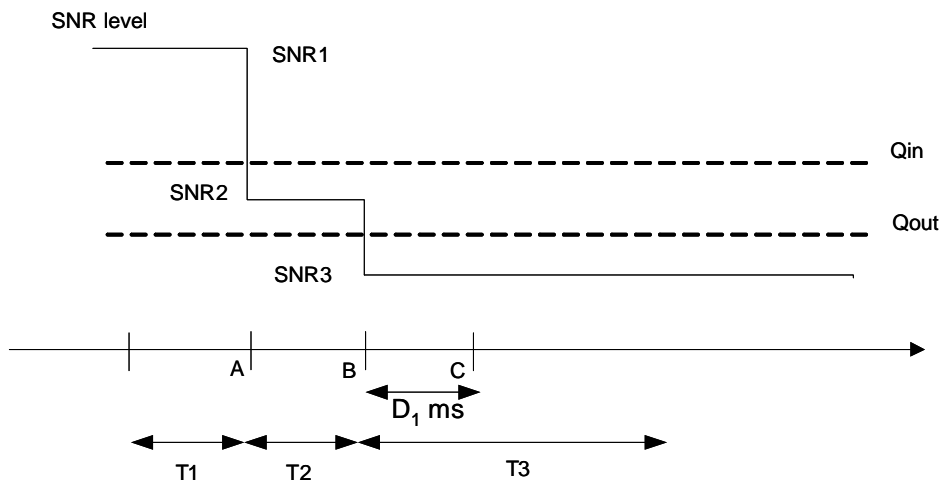 SNR level
SNR1
Qin
SNR2
Qout
SNR3
A
B
C
D₁ ms
T1
T2
T3